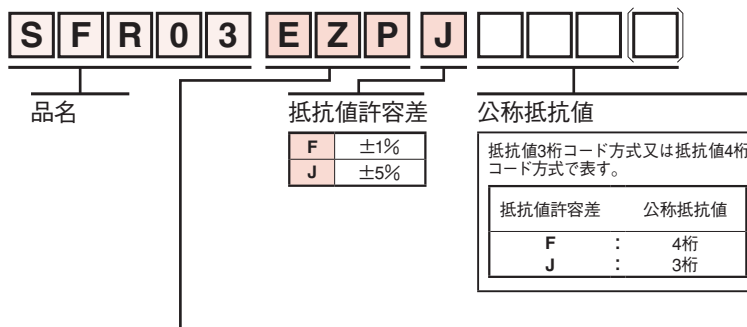 SFR03 EZP J
品名
抵抗値許容差
F ±1%
J ±5%
公称抵抗値
抵抗値3桁コード方式又は抵抗値4桁
コード方式で表す。
抵抗値許容差 公称抵抗値
F : 4桁
J : 3桁